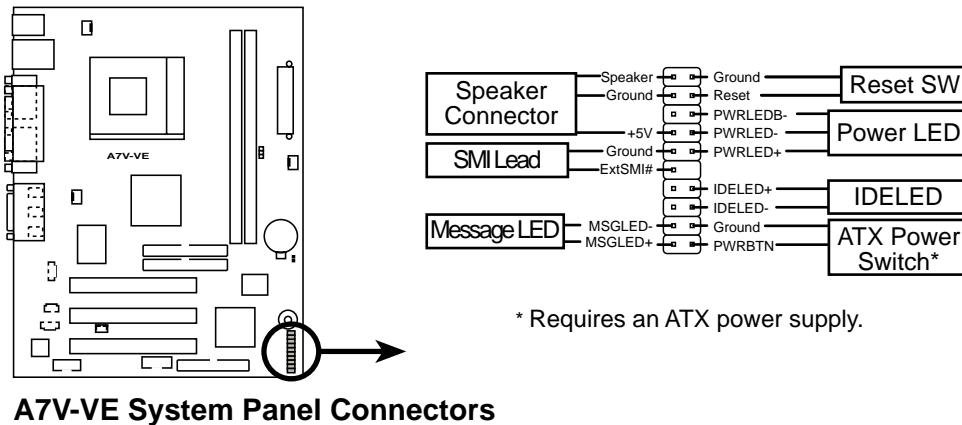 A7V-VE
Speaker Connector
SMI Lead
Message LED
Speaker
Ground
+5V
Ground
ExtSMI#
MSGLED-
MSGLED+
Ground
Reset
PWRLEDB-
PWRLED-
PWRLED+
IDELED+
IDELED-
Ground
PWRBTN
Reset SW
Power LED
IDELED
ATX Power
Switch*
* Requires an ATX power supply.
A7V-VE System Panel Connectors